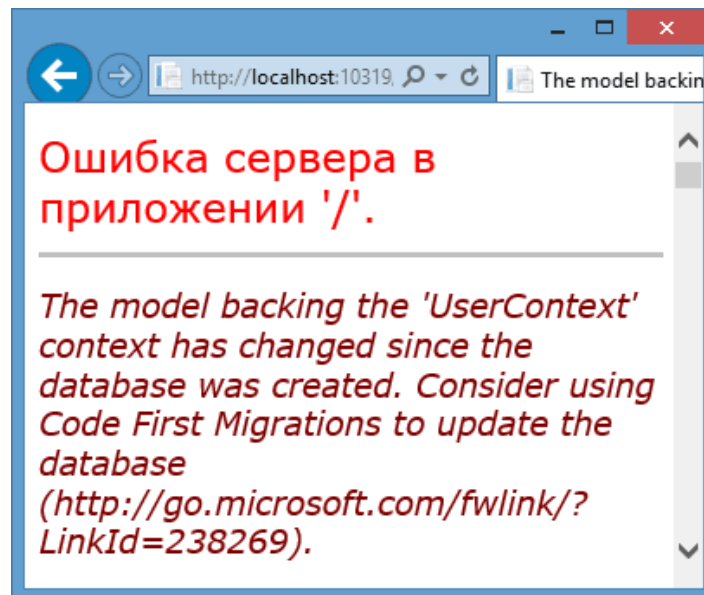 http://localhost:10319,
The model backin
Ошибка сервера в
приложении '/'.
The model backing the 'UserContext'
context has changed since the
database was created. Consider using
Code First Migrations to update the
database
(http://go.microsoft.com/fwlink/?
LinkId=238269).